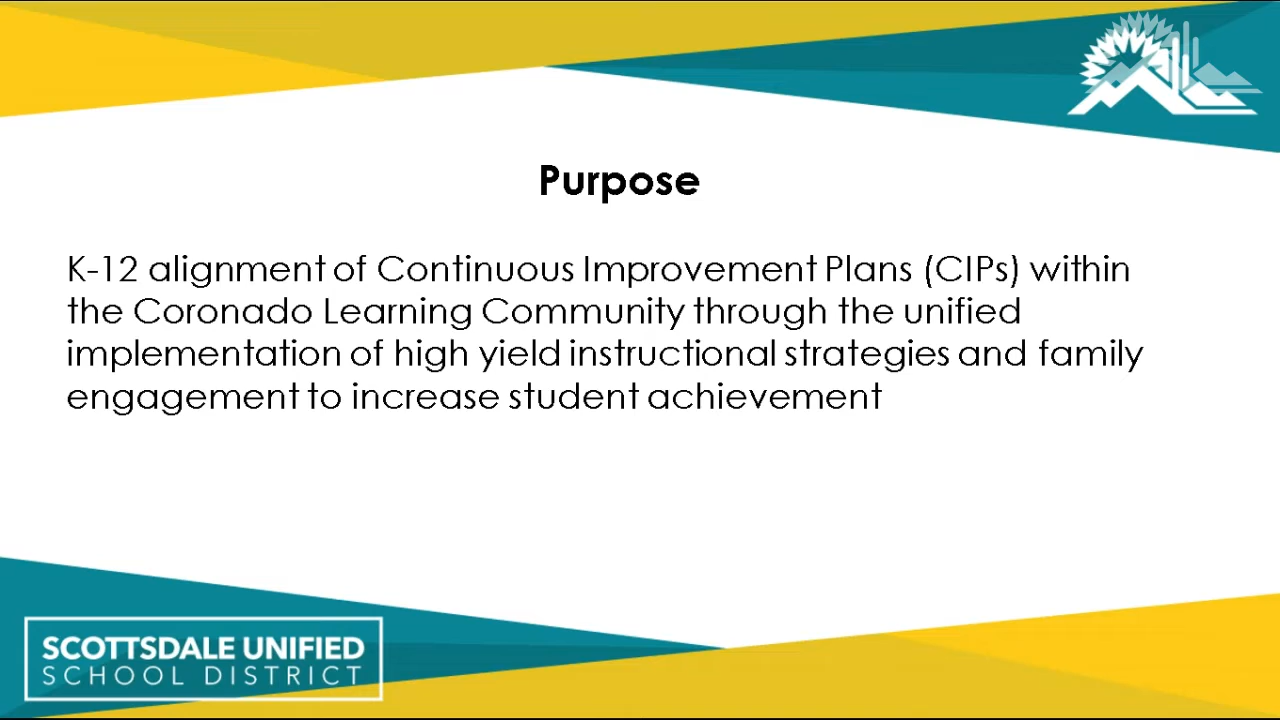 Purpose
K-12 alignment of Continuous Improvement Plans (CIPs) within
the Coronado Learning Community through the unified
implementation of high yield instructional strategies and family
engagement to increase student achievement
SCOTTSDALE UNIFIED
SCHOOL DISTRICT